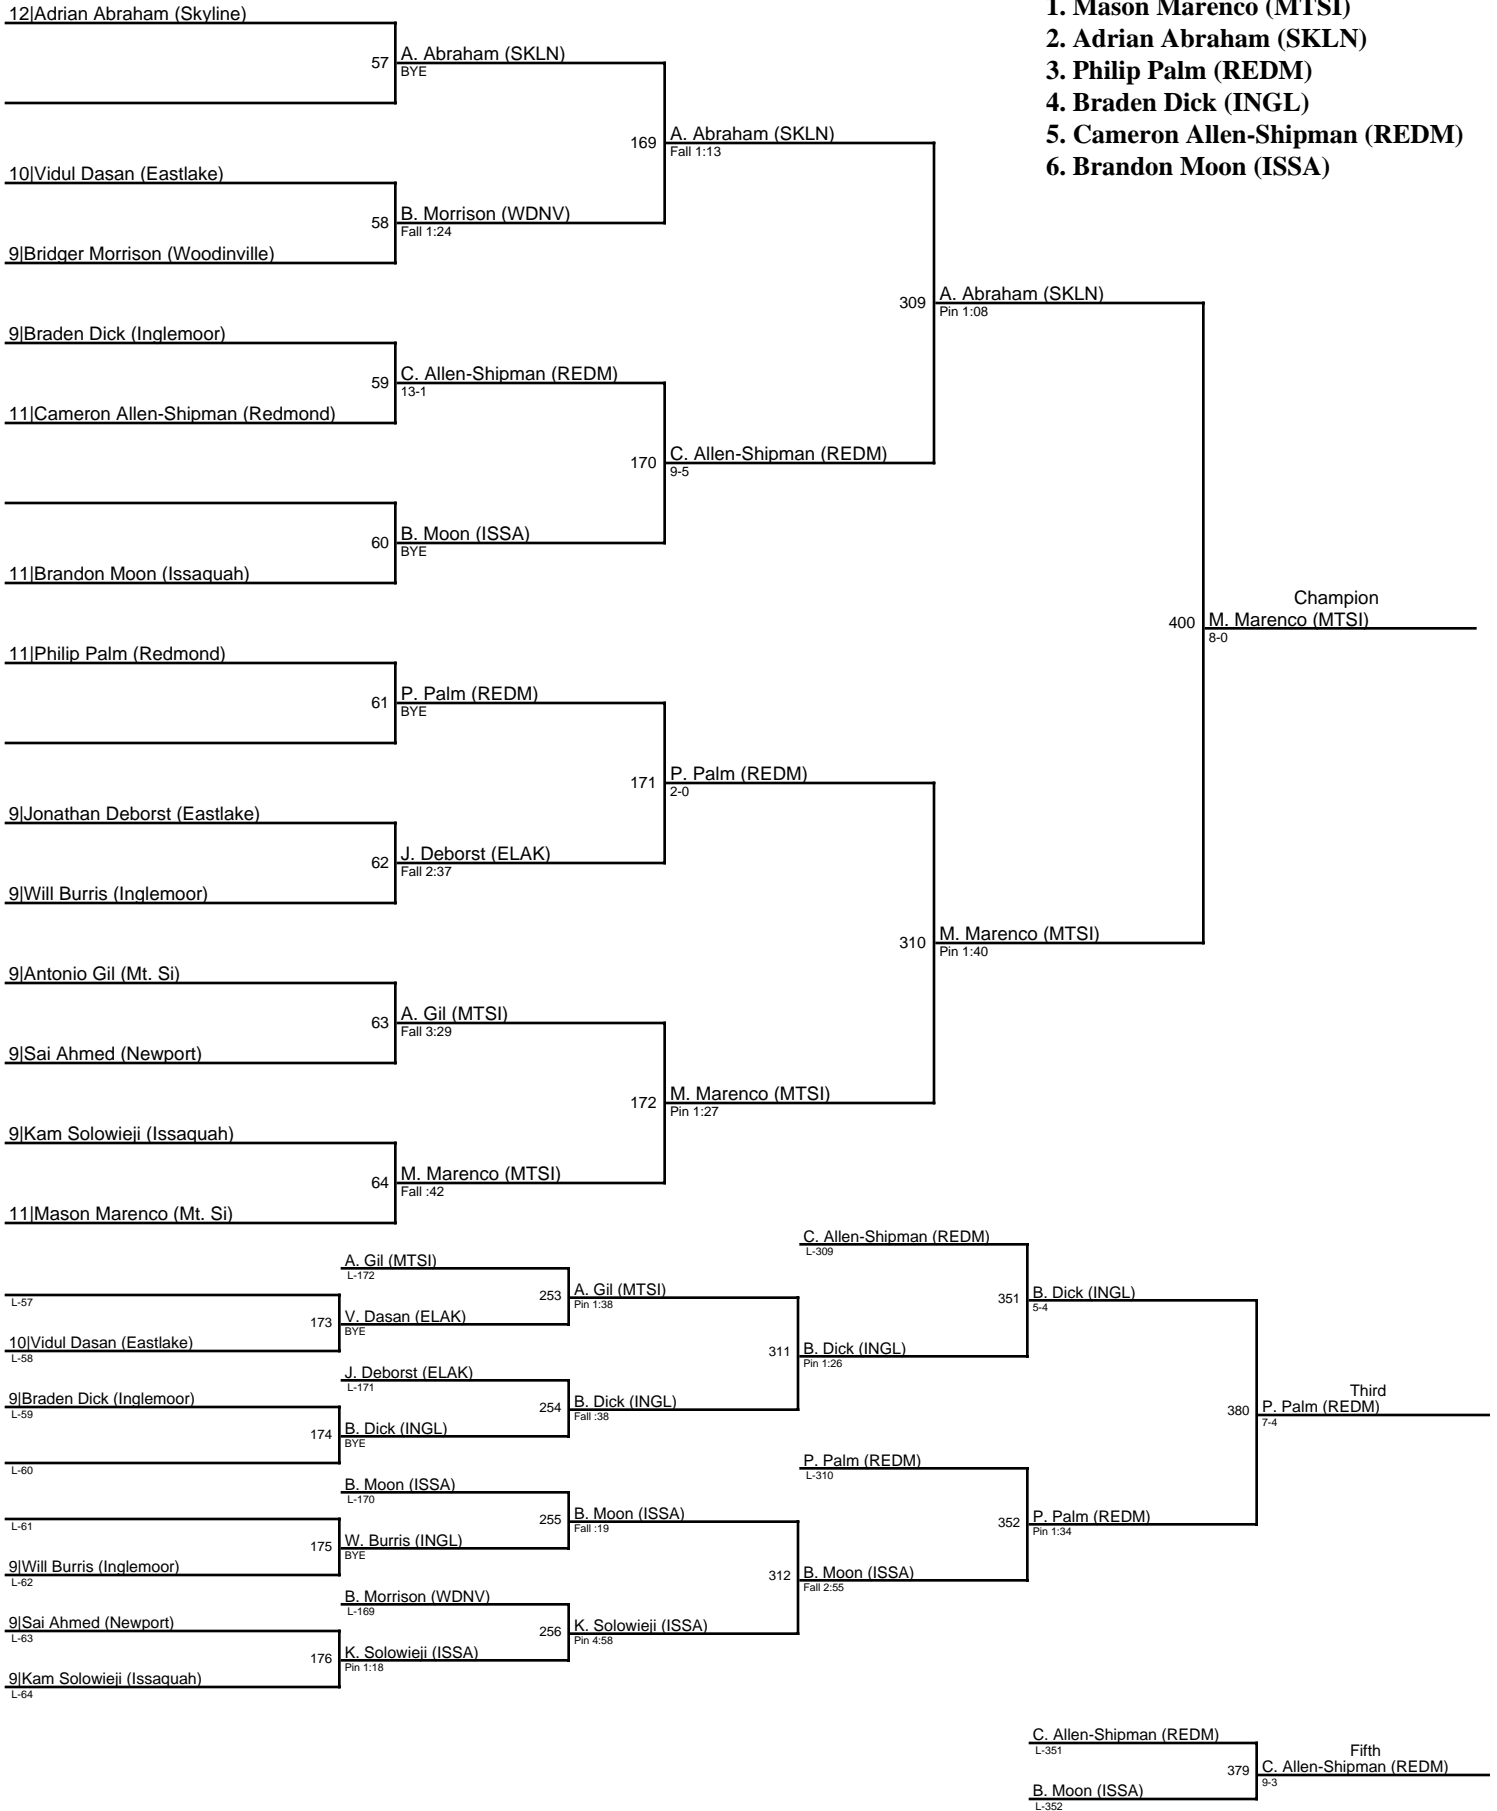 12|Adrian Abraham (Skyline)
57
A. Abraham (SKLN)
BYE
169
A. Abraham (SKLN)
Fall 1:13
10|Vidul Dasan (Eastlake)
58
B. Morrison (WDNV)
Fall 1:24
9|Bridger Morrison (Woodinville)
309
A. Abraham (SKLN)
Pin 1:08
9|Braden Dick (Inglemoor)
59
C. Allen-Shipman (REDM)
13-1
11|Cameron Allen-Shipman (Redmond)
170
C. Allen-Shipman (REDM)
9-5
60
B. Moon (ISSA)
BYE
11|Brandon Moon (Issaquah)
1. Mason Marenco (MTSI)
2. Adrian Abraham (SKLN)
3. Philip Palm (REDM)
4. Braden Dick (INGL)
5. Cameron Allen-Shipman (REDM)
6. Brandon Moon (ISSA)
Champion
400
M. Marenco (MTSI)
8-0
11|Philip Palm (Redmond)
61
P. Palm (REDM)
BYE
171
P. Palm (REDM)
2-0
9|Jonathan Deborst (Eastlake)
62
J. Deborst (ELAK)
Fall 2:37
9|Will Burris (Inglemoor)
310
M. Marenco (MTSI)
Pin 1:40
9|Antonio Gil (Mt. Si)
63
A. Gil (MTSI)
Fall 3:29
9|Sai Ahmed (Newport)
172
M. Marenco (MTSI)
Pin 1:27
9|Kam Solowieji (Issaquah)
64
M. Marenco (MTSI)
Fall :42
11|Mason Marenco (Mt. Si)
L-57
173
V. Dasan (ELAK)
BYE
10|Vidul Dasan (Eastlake)
L-58
A. Gil (MTSI)
L-172
253
A. Gil (MTSI)
Pin 1:38
9|Braden Dick (Inglemoor)
L-59
174
B. Dick (INGL)
BYE
L-60
J. Deborst (ELAK)
L-171
254
B. Dick (INGL)
Fall :38
311
B. Dick (INGL)
Pin 1:26
C. Allen-Shipman (REDM)
L-309
351
B. Dick (INGL)
5-4
L-61
175
W. Burris (INGL)
BYE
9|Will Burris (Inglemoor)
L-62
B. Moon (ISSA)
L-170
255
B. Moon (ISSA)
Fall :19
9|Sai Ahmed (Newport)
L-63
176
K. Solowieji (ISSA)
Pin 1:18
9|Kam Solowieji (Issaquah)
L-64
B. Morrison (WDNV)
L-169
256
K. Solowieji (ISSA)
Pin 4:58
312
B. Moon (ISSA)
Fall 2:55
P. Palm (REDM)
L-310
352
P. Palm (REDM)
Pin 1:34
Third
380
P. Palm (REDM)
7-4
C. Allen-Shipman (REDM)
L-351
Fifth
379
C. Allen-Shipman (REDM)
9-3
B. Moon (ISSA)
L-352